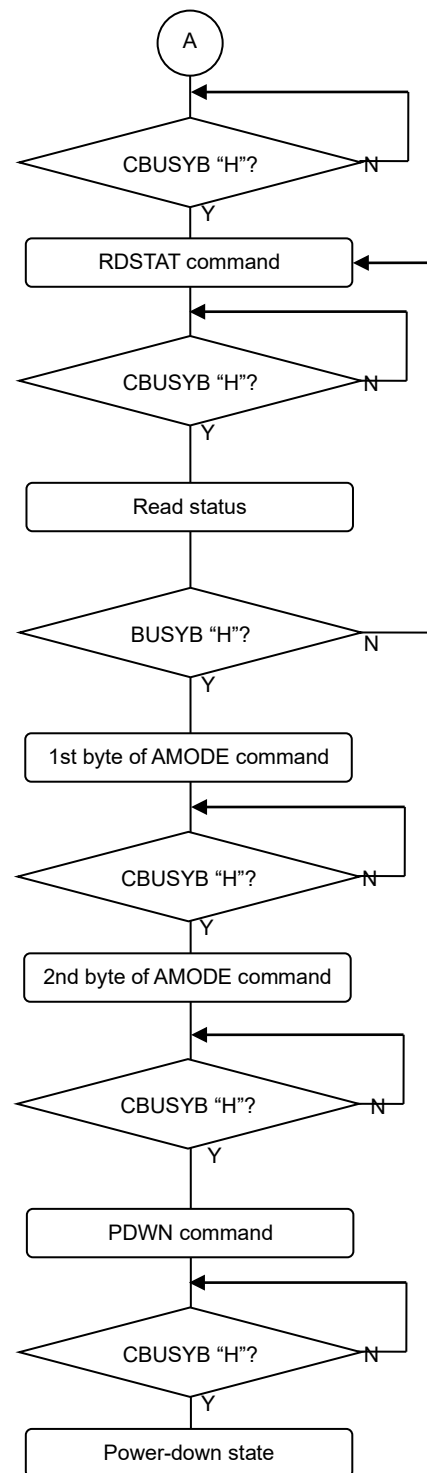 A
CBUSYB “H”?
N
Y
RDSTAT command
CBUSYB “H”?
N
Y
Read status
BUSYB “H”?
N
Y
1st byte of AMODE command
CBUSYB “H”?
N
Y
2nd byte of AMODE command
CBUSYB “H”?
N
Y
PDWN command
CBUSYB “H”?
N
Y
Power-down state